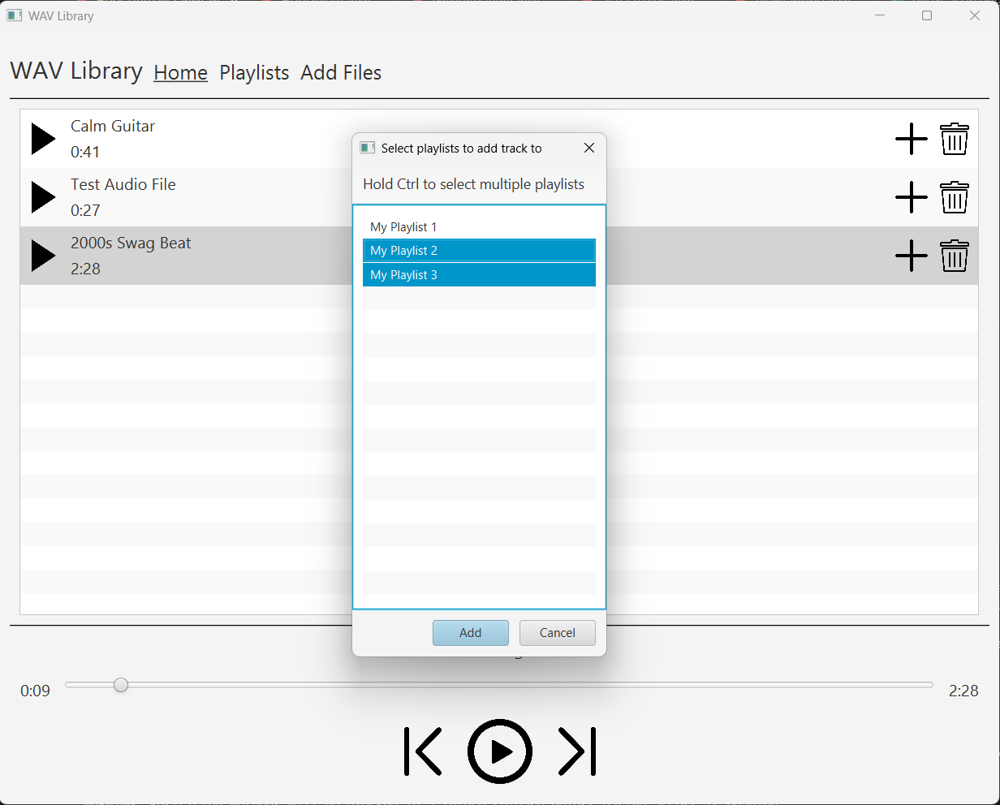 WAV Library
WAV Library Home Playlists Add Files
Calm Guitar
0:41
Test Audio File
0:27
2000s Swag Beat
2:28
Select playlists to add track to
Hold Ctrl to select multiple playlists
My Playlist 1
My Playlist 2
My Playlist 3
Add Cancel
0:09 2:28